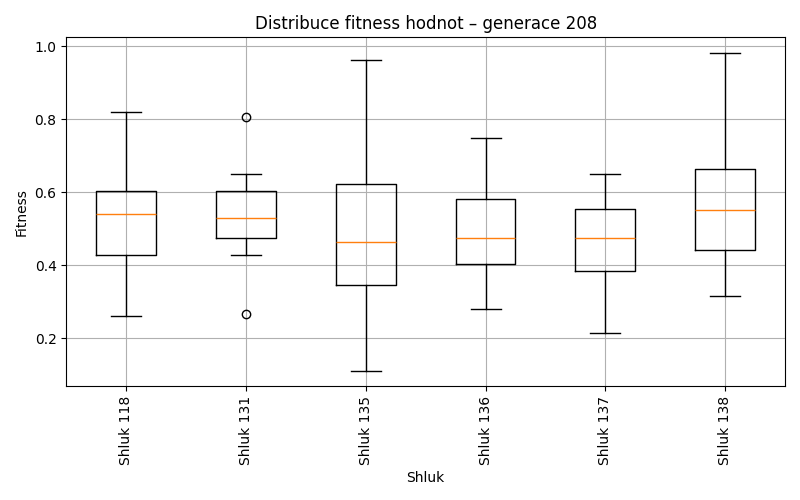 Distribuce fitness hodnot – generace 208
Fitness
1.0
0.8
0.6
0.4
0.2
Shluk 118
Shluk 131
Shluk 135
Shluk 136
Shluk 137
Shluk 138
Shluk